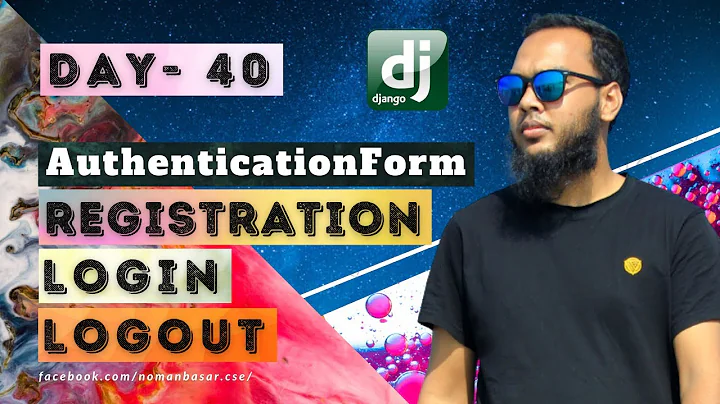 DAY- 40
dj
django
AuthenticationForm
REGISTRATION
LOGIN
LOGOUT
facebook.com/nomanbasar.cse/